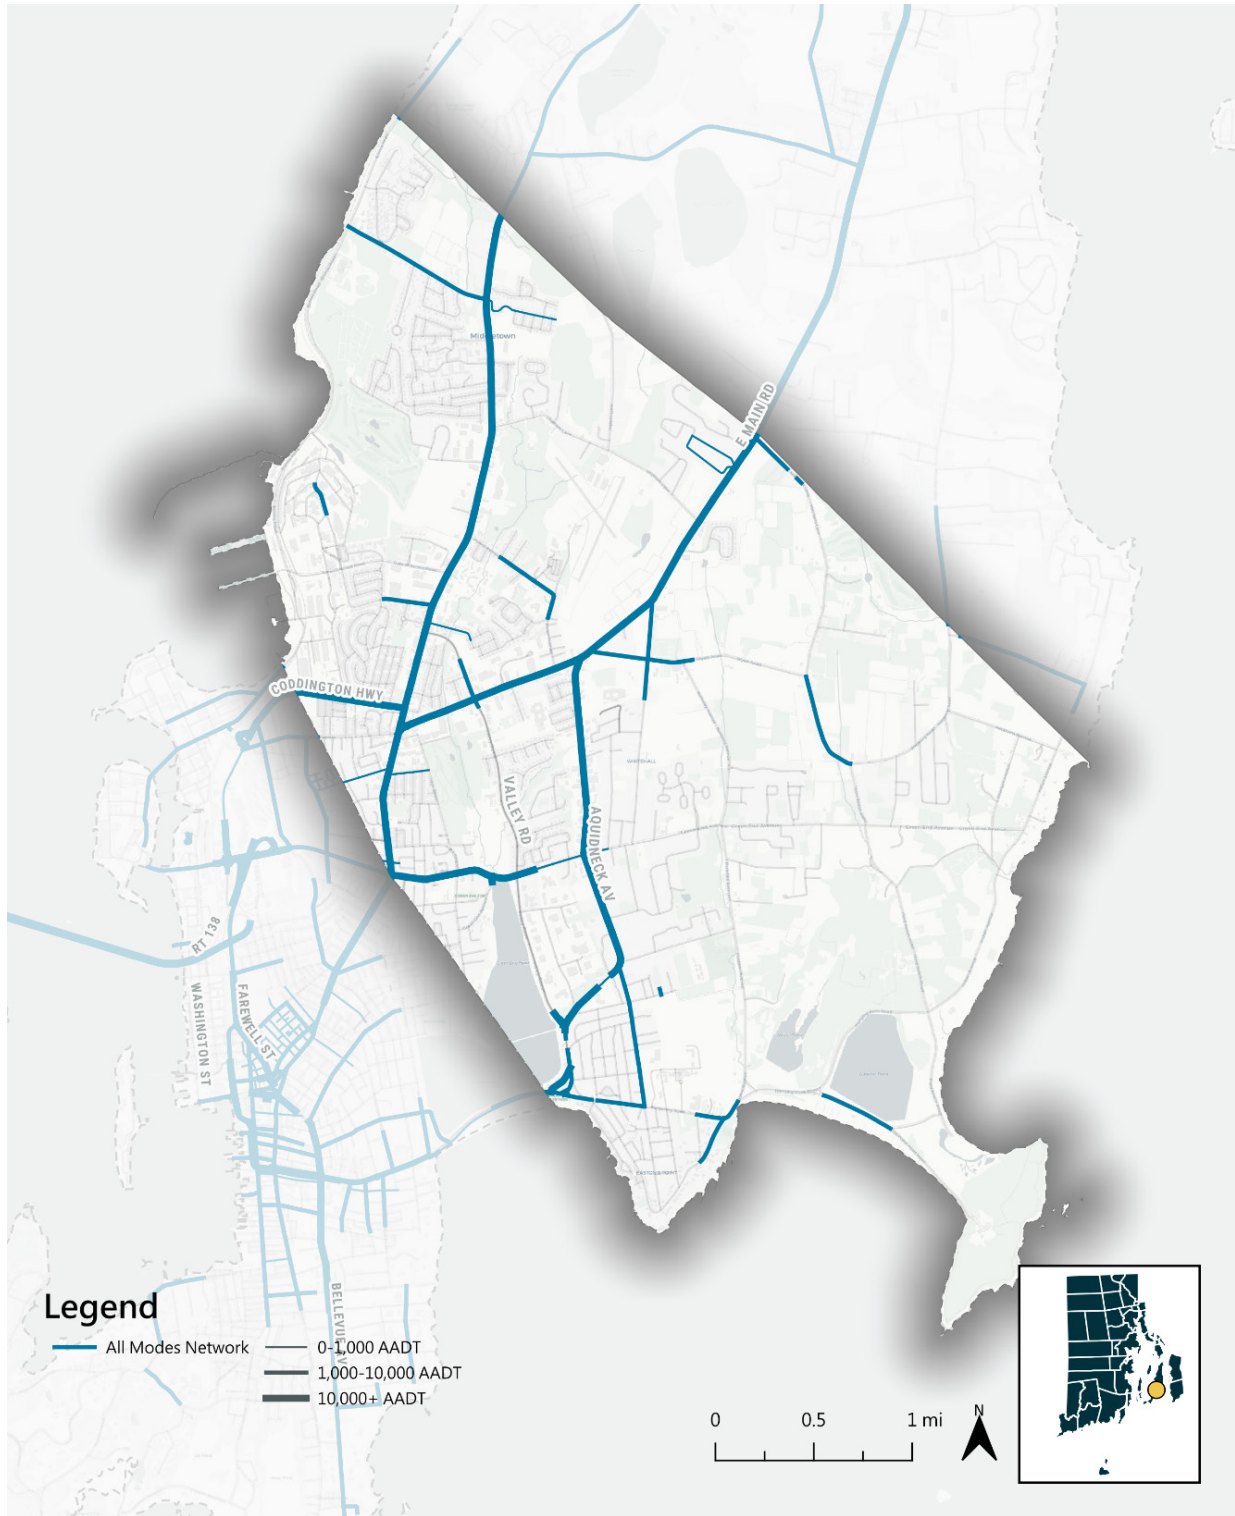 Middletown
E MAIN RD
CODDINGTON HWY
VALLEY RD
AQUIDNECK AV
RT 138
WASHINGTON ST
FAREWELL ST
BELLEVUE AV
Legend
All Modes Network
0-1,000 AADT
1,000-10,000 AADT
10,000+ AADT
0
0.5
1 mi
N